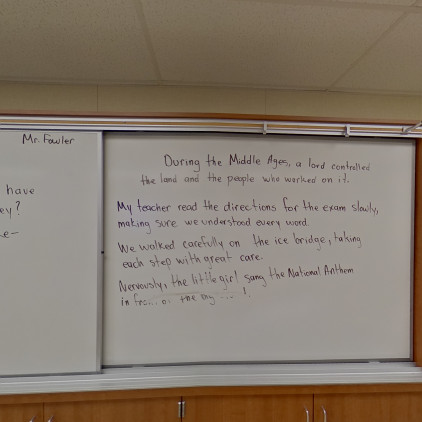 Mr. Fowler
have
ey?
e-
During the Middle Ages, a lord controlled
the land and the people who worked on it.
My teacher read the directions for the exam slowly,
making sure we understood every word.
We walked carefully on the ice bridge, taking
each step with great care.
Nervously, the little girl sang the National Anthem
in the